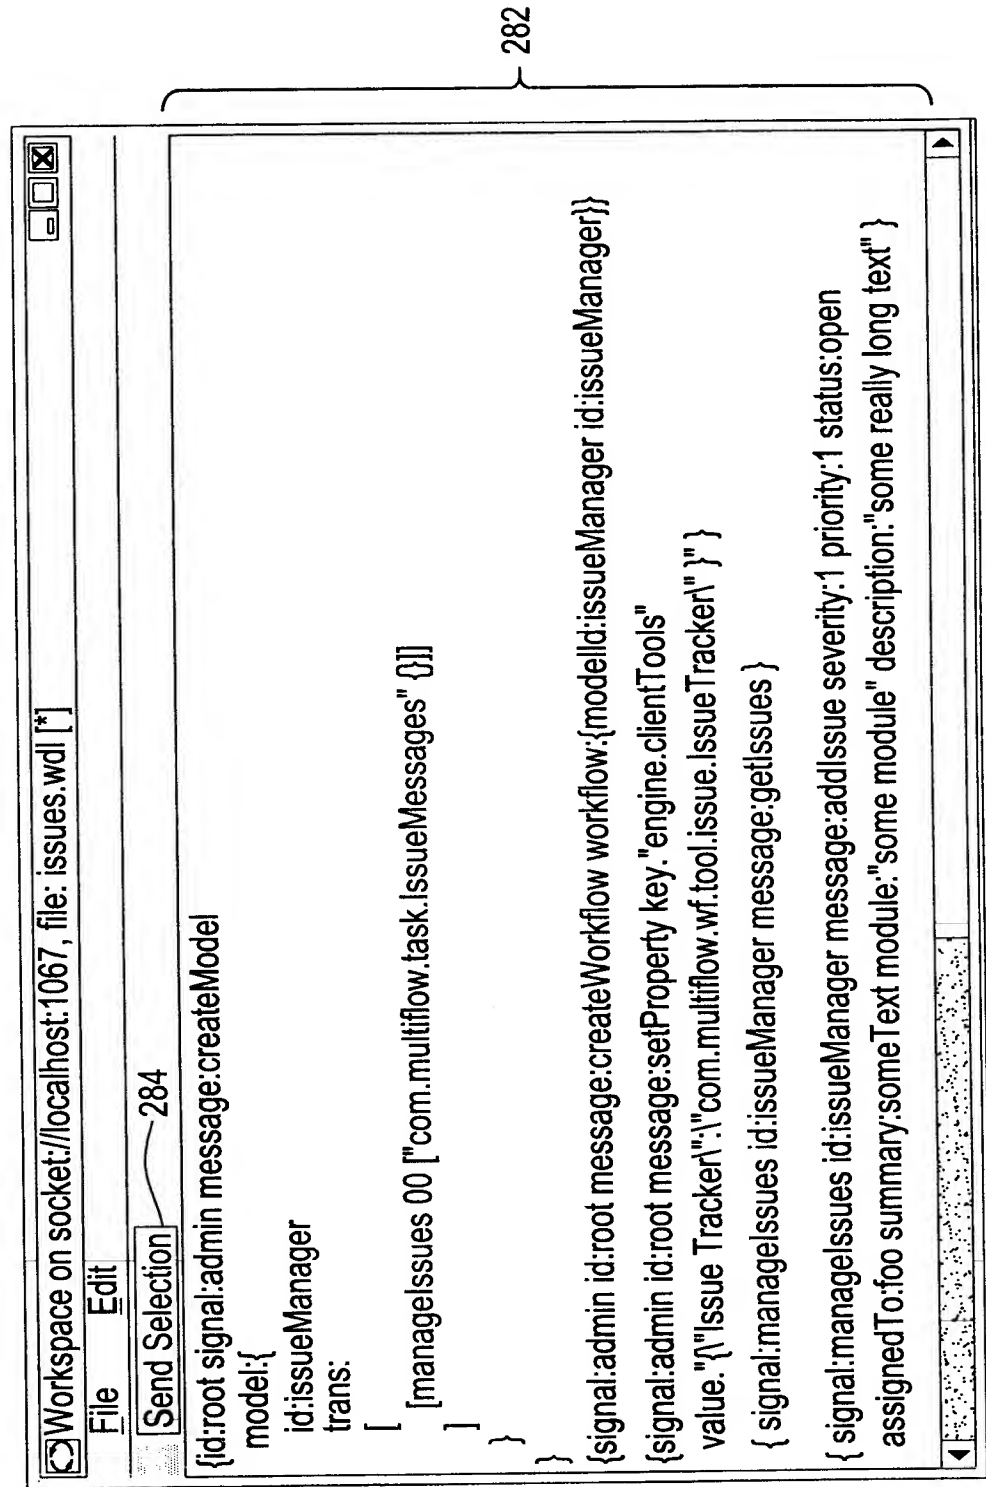 Workspace on socket://localhost:1067, file: issues.wdl [*]
File Edit
Send Selection
284
{id:root signal:admin message:createModel
model:{
id:issueManager
trans:
[
[manageIssues 00 ["com.multiflow.task.IssueMessages" {}]]
]
}
}
{signal:admin id:root message:createWorkflow workflow:{modelId:issueManager id:issueManager}}
{signal:admin id:root message:setProperty key."engine.clientTools"
value."{\"Issue Tracker\":\"com.multiflow.wf.tool.issue.IssueTracker\" }" }
{ signal:manageIssues id:issueManager message:getIssues }
{ signal:manageIssues id:issueManager message:addIssue severity:1 priority:1 status:open
assignedTo:foo summary:someText module:"some module" description:"some really long text" }
282